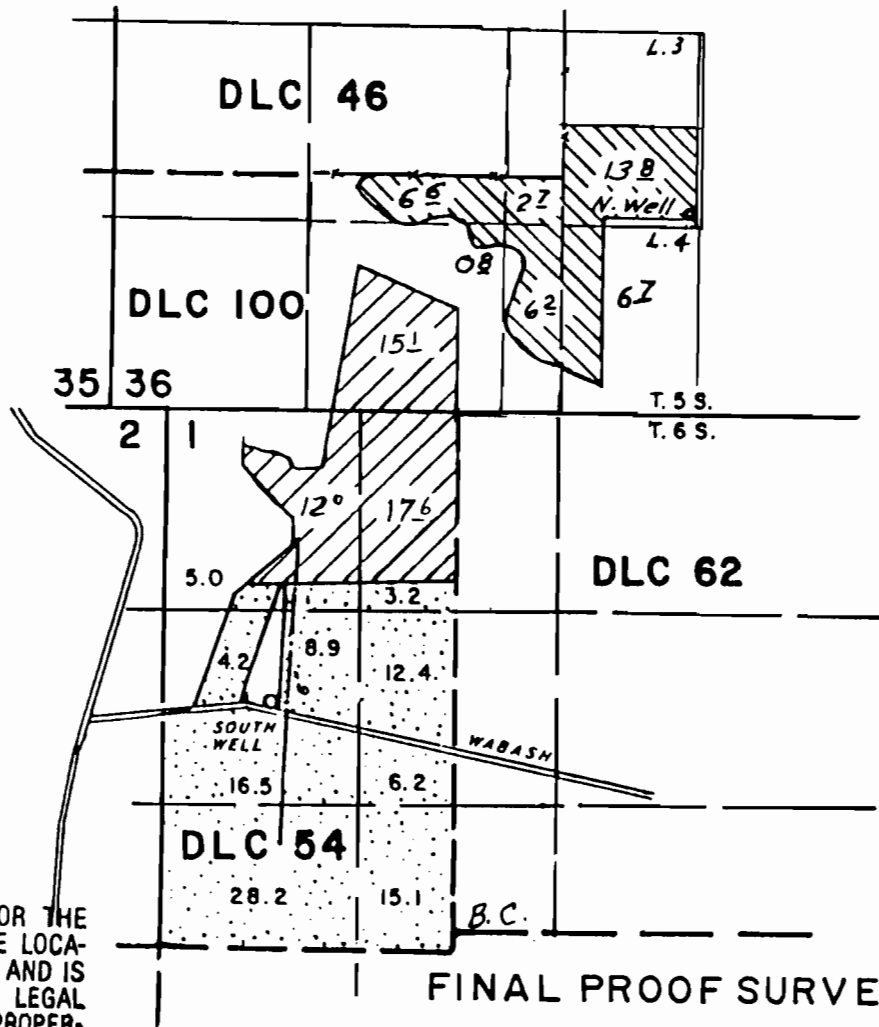 L.3
DLC 46
13 8
6 6
2 7
N. Well
L.4
0 8
DLC 100
6 2
6 7
15 1
35 36
T. 5 S.
2 1
T. 6 S.
12 0
17 6
5.0
DLC 62
3.2
8.9
4.2
12.4
6"
SOUTH
WELL
WABASH
16.5
6.2
DLC 54
28.2
15.1
B.C.
OR THE
E LOCA-
AND IS
LEGAL
PROPER-
FINAL PROOF SURVE